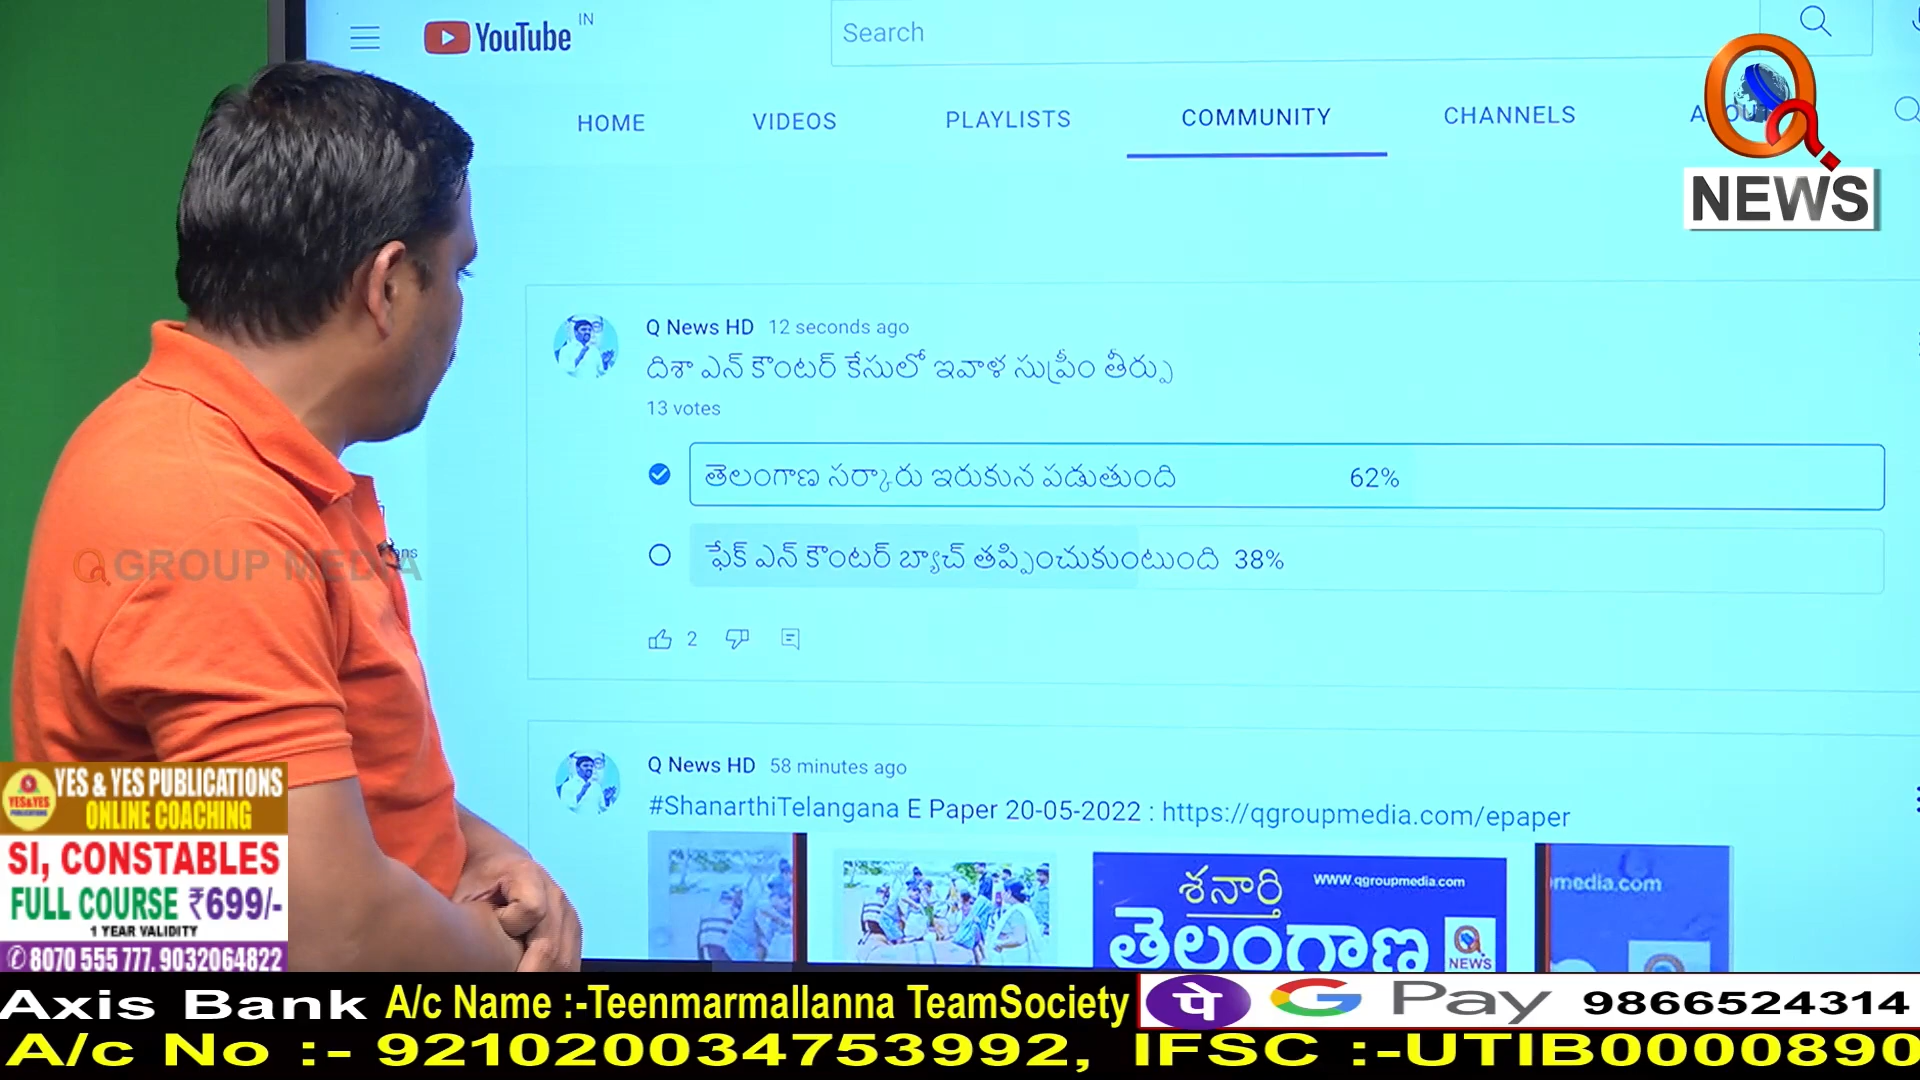 YouTube IN
Search
HOME VIDEOS PLAYLISTS COMMUNITY CHANNELS
NEWS
Q News HD 12 seconds ago
దిశా ఎన్ కౌంటర్ కేసులో ఇవాళ సుప్రీం తీర్పు
13 votes
తెలంగాణ సర్కారు ఇరుకున పడుతుంది 62%
ఫేక్ ఎన్ కౌంటర్ బ్యాచ్ తప్పించుకుంటుంది 38%
Q GROUP MEDIA
2
Q News HD 58 minutes ago
#ShanarthiTelangana E Paper 20-05-2022 : https://qgroupmedia.com/epaper
శనార్తి
www.qgroupmedia.com
తెలంగాణ
NEWS
media.com
YES & YES PUBLICATIONS
ONLINE COACHING
SI, CONSTABLES
FULL COURSE ₹699/-
1 YEAR VALIDITY
8070 555 777, 9032064822
Axis Bank A/c Name :-Teenmarmallanna TeamSociety
पे G Pay 9866524314
A/c No :- 921020034753992, IFSC :-UTIB0000890